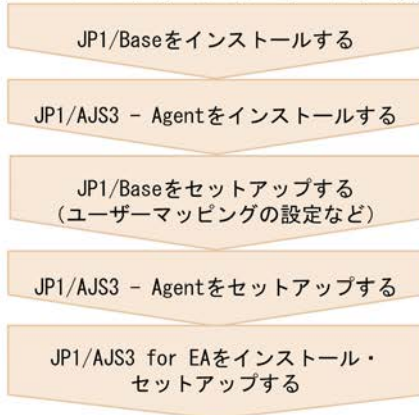 JP1/Baseをインストールする
JP1/AJS3 - Agentをインストールする
JP1/Baseをセットアップする
(ユーザーマッピングの設定など)
JP1/AJS3 - Agentをセットアップする
JP1/AJS3 for EAをインストール・
セットアップする